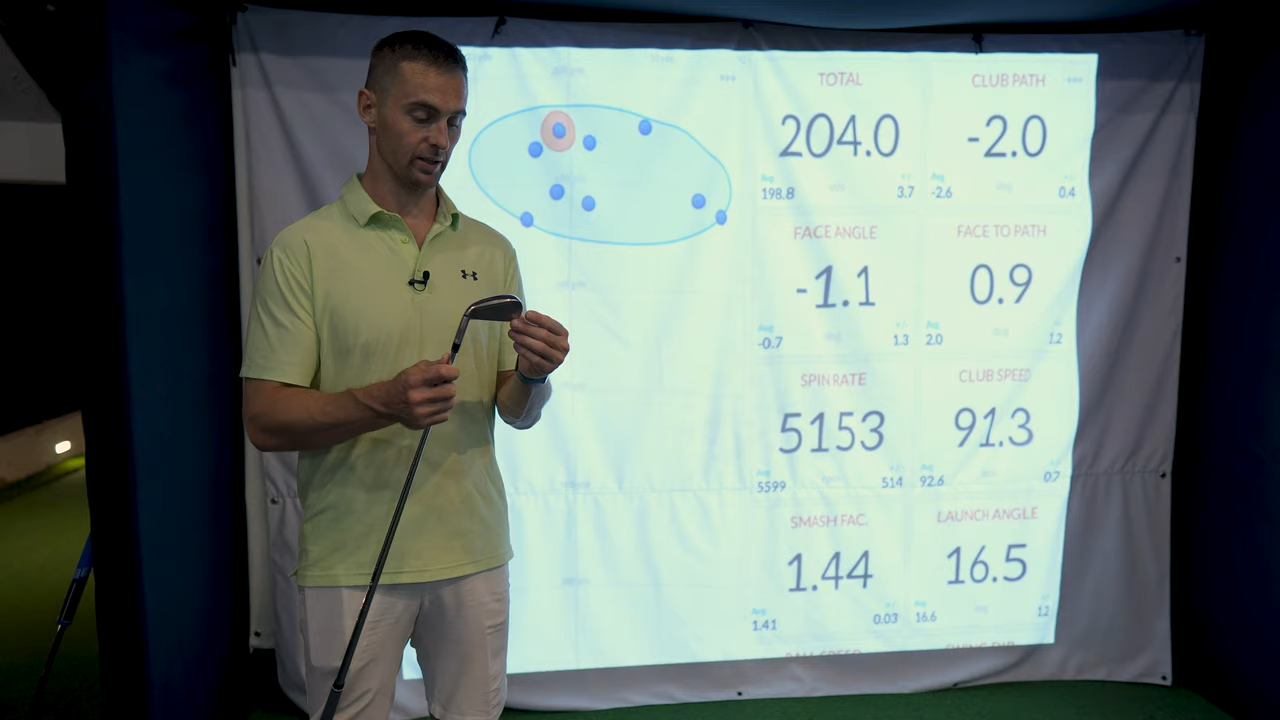 TOTAL
204.0
Avg
198.8
+/-
3.7
CLUB PATH
-2.0
Avg
-2.6
deg
+/-
0.4
FACE ANGLE
-1.1
Avg
-0.7
+/-
1.3
FACE TO PATH
0.9
Avg
2.0
1.2
SPIN RATE
5153
Avg
5599
514
CLUB SPEED
91.3
Avg
92.6
0.7
SMASH FAC.
1.44
Avg
1.41
0.03
LAUNCH ANGLE
16.5
Avg
16.6
12